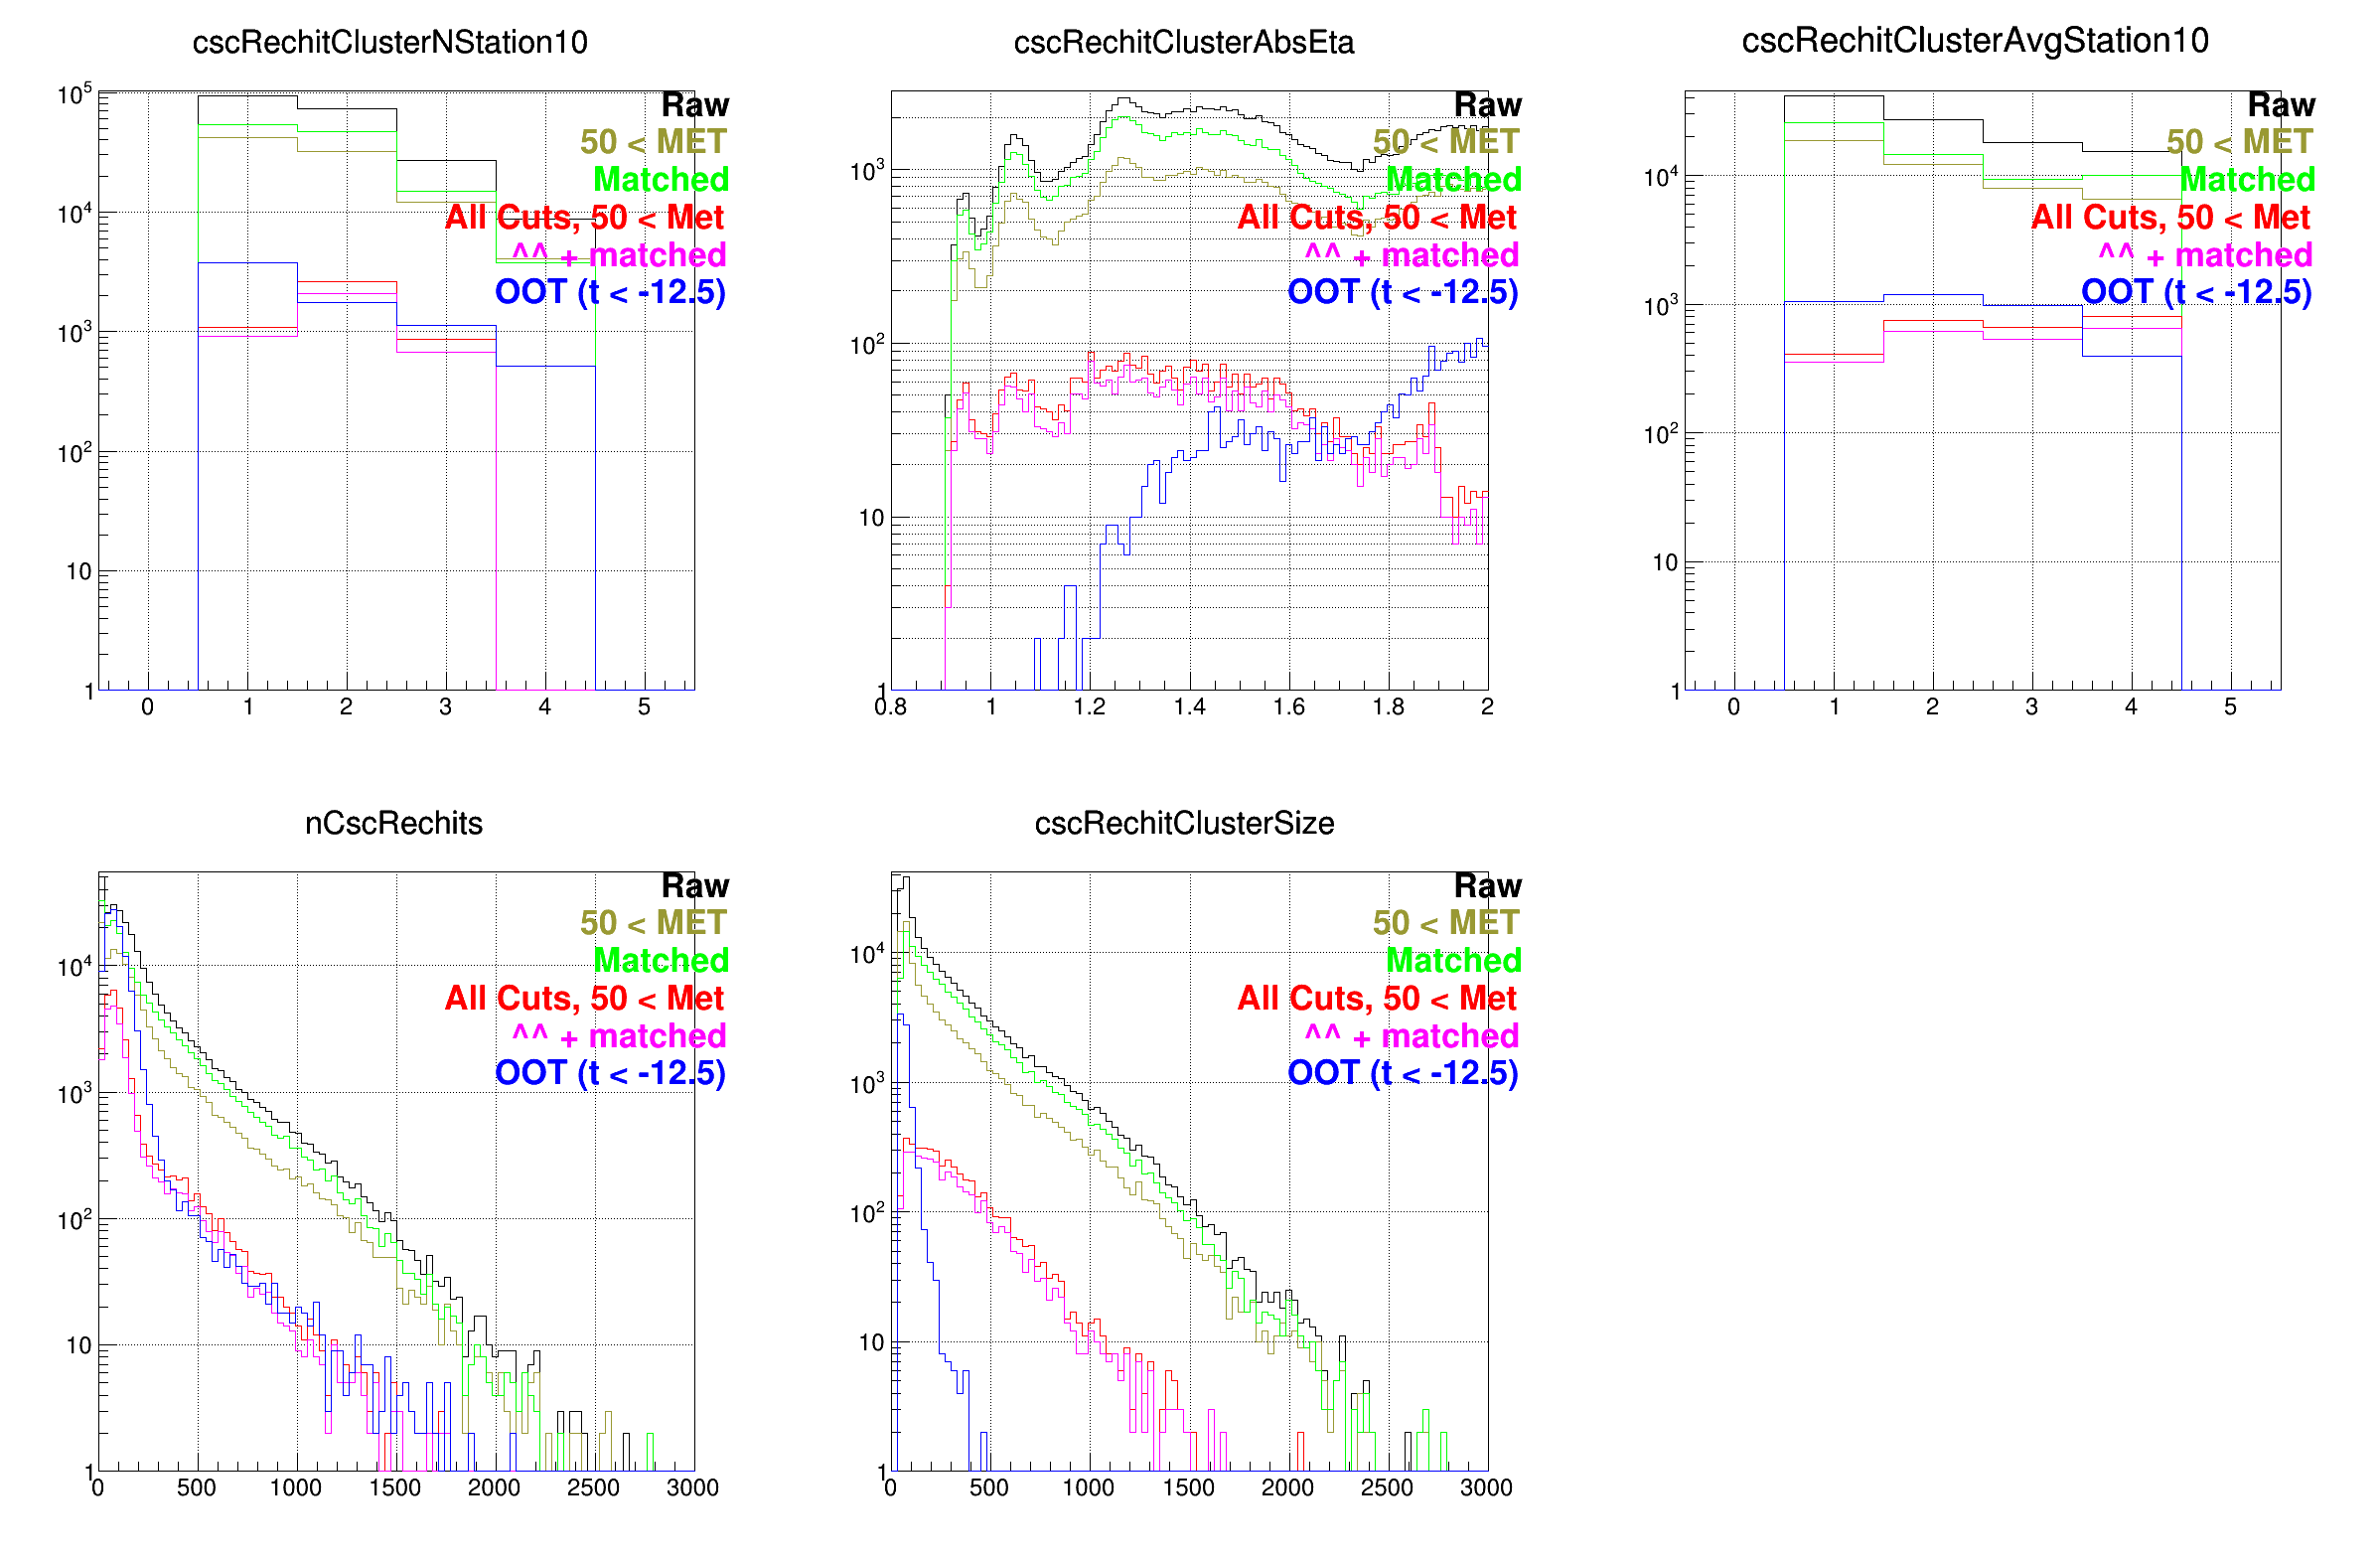 cscRechitClusterNStation10
Raw
50 < MET
Matched
All Cuts, 50 < Met
^^ + matched
OOT (t < -12.5)
10^5
10^4
10^3
10^2
10
1
0 1 2 3 4 5
cscRechitClusterAbsEta
Raw
50 < MET
Matched
All Cuts, 50 < Met
^^ + matched
OOT (t < -12.5)
10^3
10^2
10
1
0.8 1 1.2 1.4 1.6 1.8 2
cscRechitClusterAvgStation10
Raw
50 < MET
Matched
All Cuts, 50 < Met
^^ + matched
OOT (t < -12.5)
10^4
10^3
10^2
10
1
0 1 2 3 4 5
nCscRechits
Raw
50 < MET
Matched
All Cuts, 50 < Met
^^ + matched
OOT (t < -12.5)
10^4
10^3
10^2
10
1
0 500 1000 1500 2000 2500 3000
cscRechitClusterSize
Raw
50 < MET
Matched
All Cuts, 50 < Met
^^ + matched
OOT (t < -12.5)
10^4
10^3
10^2
10
1
0 500 1000 1500 2000 2500 3000